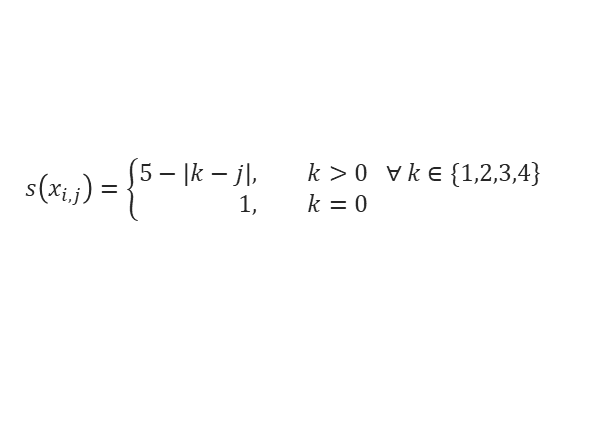 s(x_{i,j}) = { 5 − |k − j|, k > 0 ∀ k ∈ {1,2,3,4}
1, k = 0